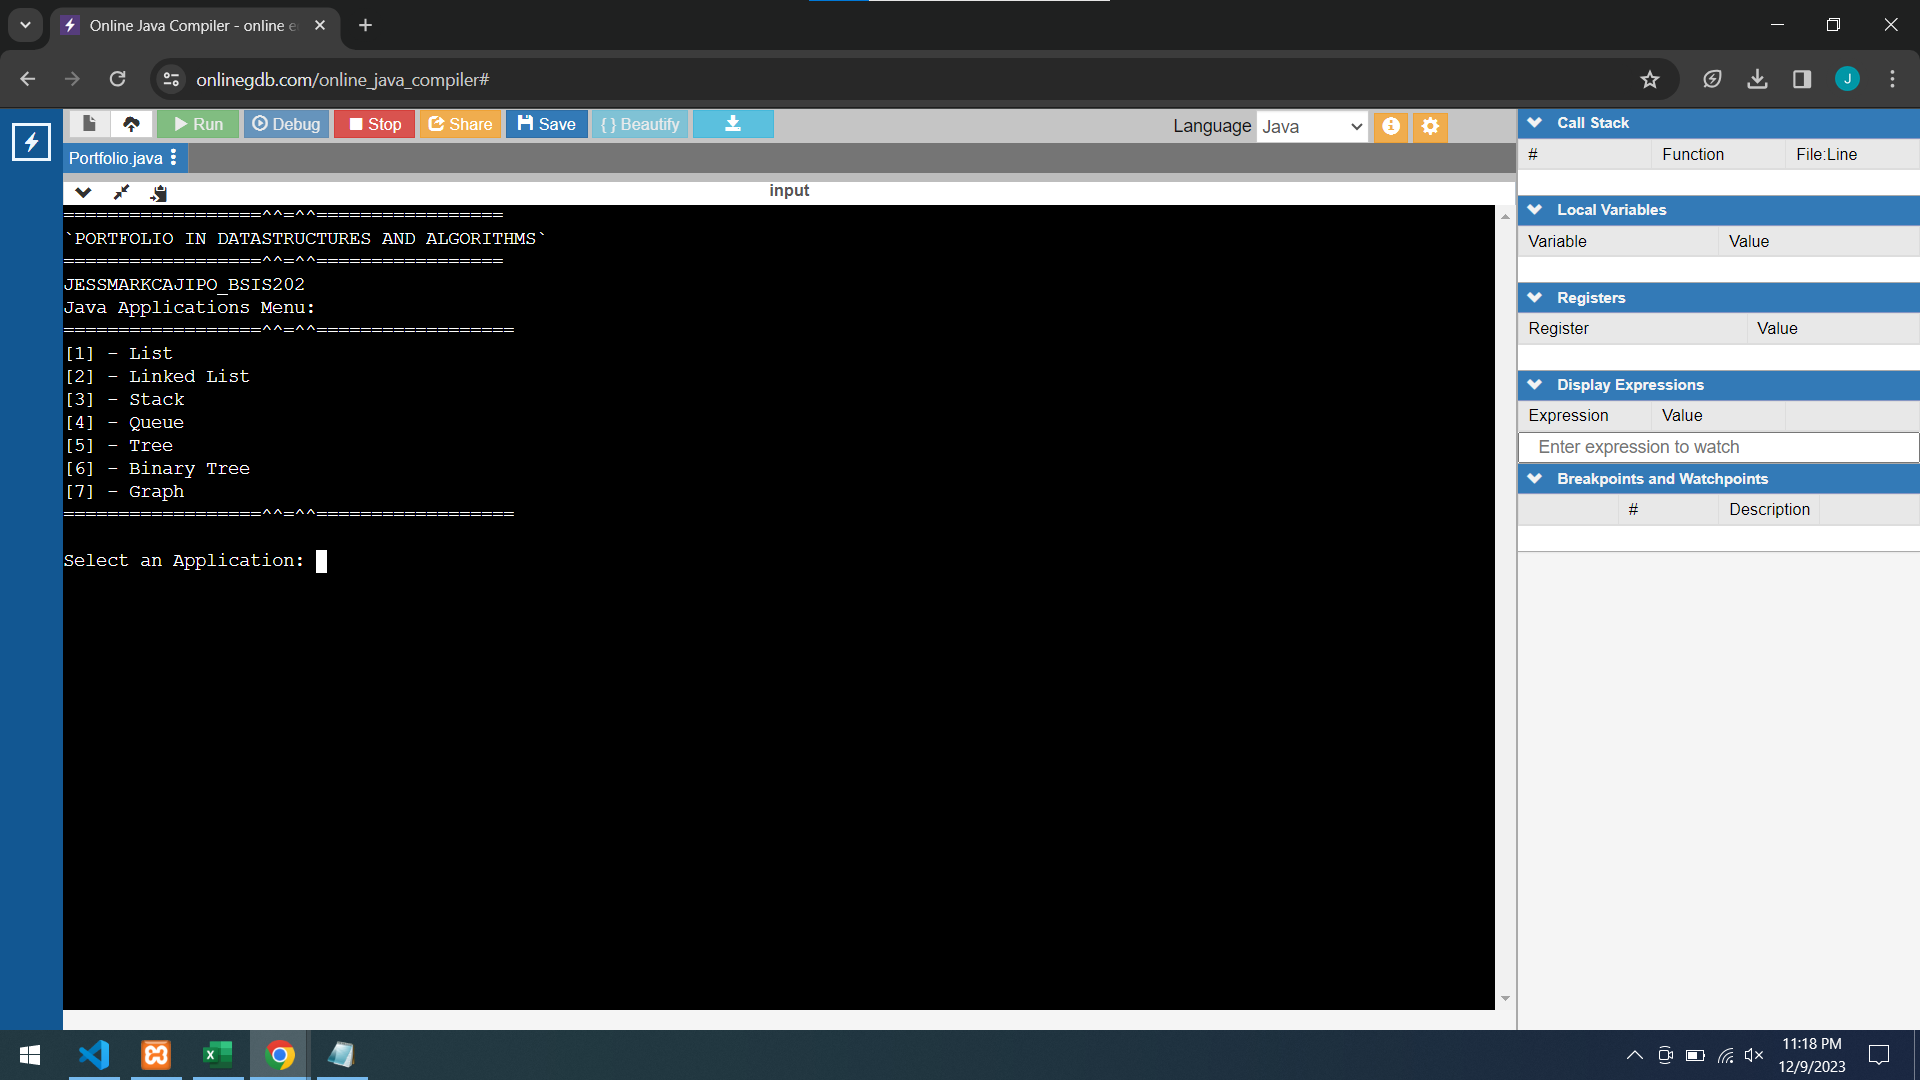 Online Java Compiler - online e
onlinegdb.com/online_java_compiler#
J
Run
Debug
Stop
Share
Save
{ } Beautify
Language
Java
Portfolio.java
input
==================^^=^^=================
`PORTFOLIO IN DATASTRUCTURES AND ALGORITHMS`
==================^^=^^=================
JESSMARKCAJIPO_BSIS202
Java Applications Menu:
==================^^=^^==================
[1] - List
[2] - Linked List
[3] - Stack
[4] - Queue
[5] - Tree
[6] - Binary Tree
[7] - Graph
==================^^=^^==================
Select an Application:
Call Stack
# Function File:Line
Local Variables
Variable Value
Registers
Register Value
Display Expressions
Expression Value
Enter expression to watch
Breakpoints and Watchpoints
# Description
11:18 PM
12/9/2023